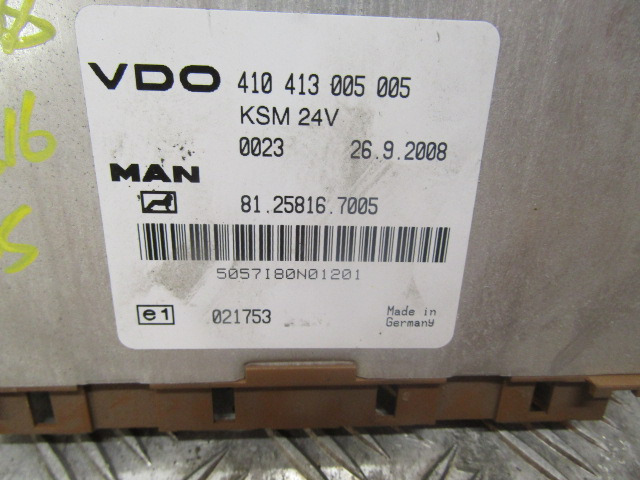 VDO 410 413 005 005
KSM 24V
0023 26.9.2008
MAN
81.25816.7005
5057I80N01201
e1 021753
Made in
Germany